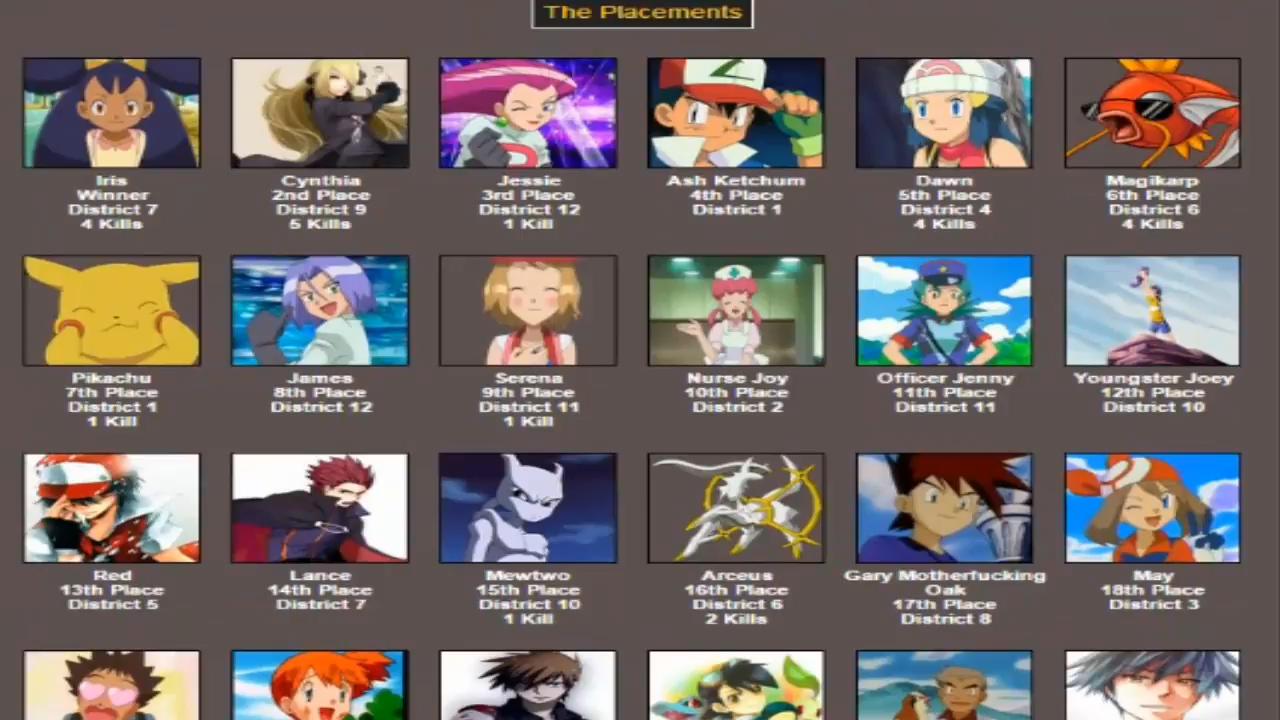 The Placements
Iris
Winner
District 7
4 Kills
Cynthia
2nd Place
District 9
5 Kills
Jessie
3rd Place
District 12
1 Kill
Ash Ketchum
4th Place
District 1
Dawn
5th Place
District 4
4 Kills
Magikarp
6th Place
District 6
4 Kills
Pikachu
7th Place
District 1
1 Kill
James
8th Place
District 12
Serena
9th Place
District 11
1 Kill
Nurse Joy
10th Place
District 2
Officer Jenny
11th Place
District 11
Youngster Joey
12th Place
District 10
Red
13th Place
District 5
Lance
14th Place
District 7
Mewtwo
15th Place
District 10
1 Kill
Arceus
16th Place
District 6
2 Kills
Gary Motherfucking
Oak
17th Place
District 8
May
18th Place
District 3